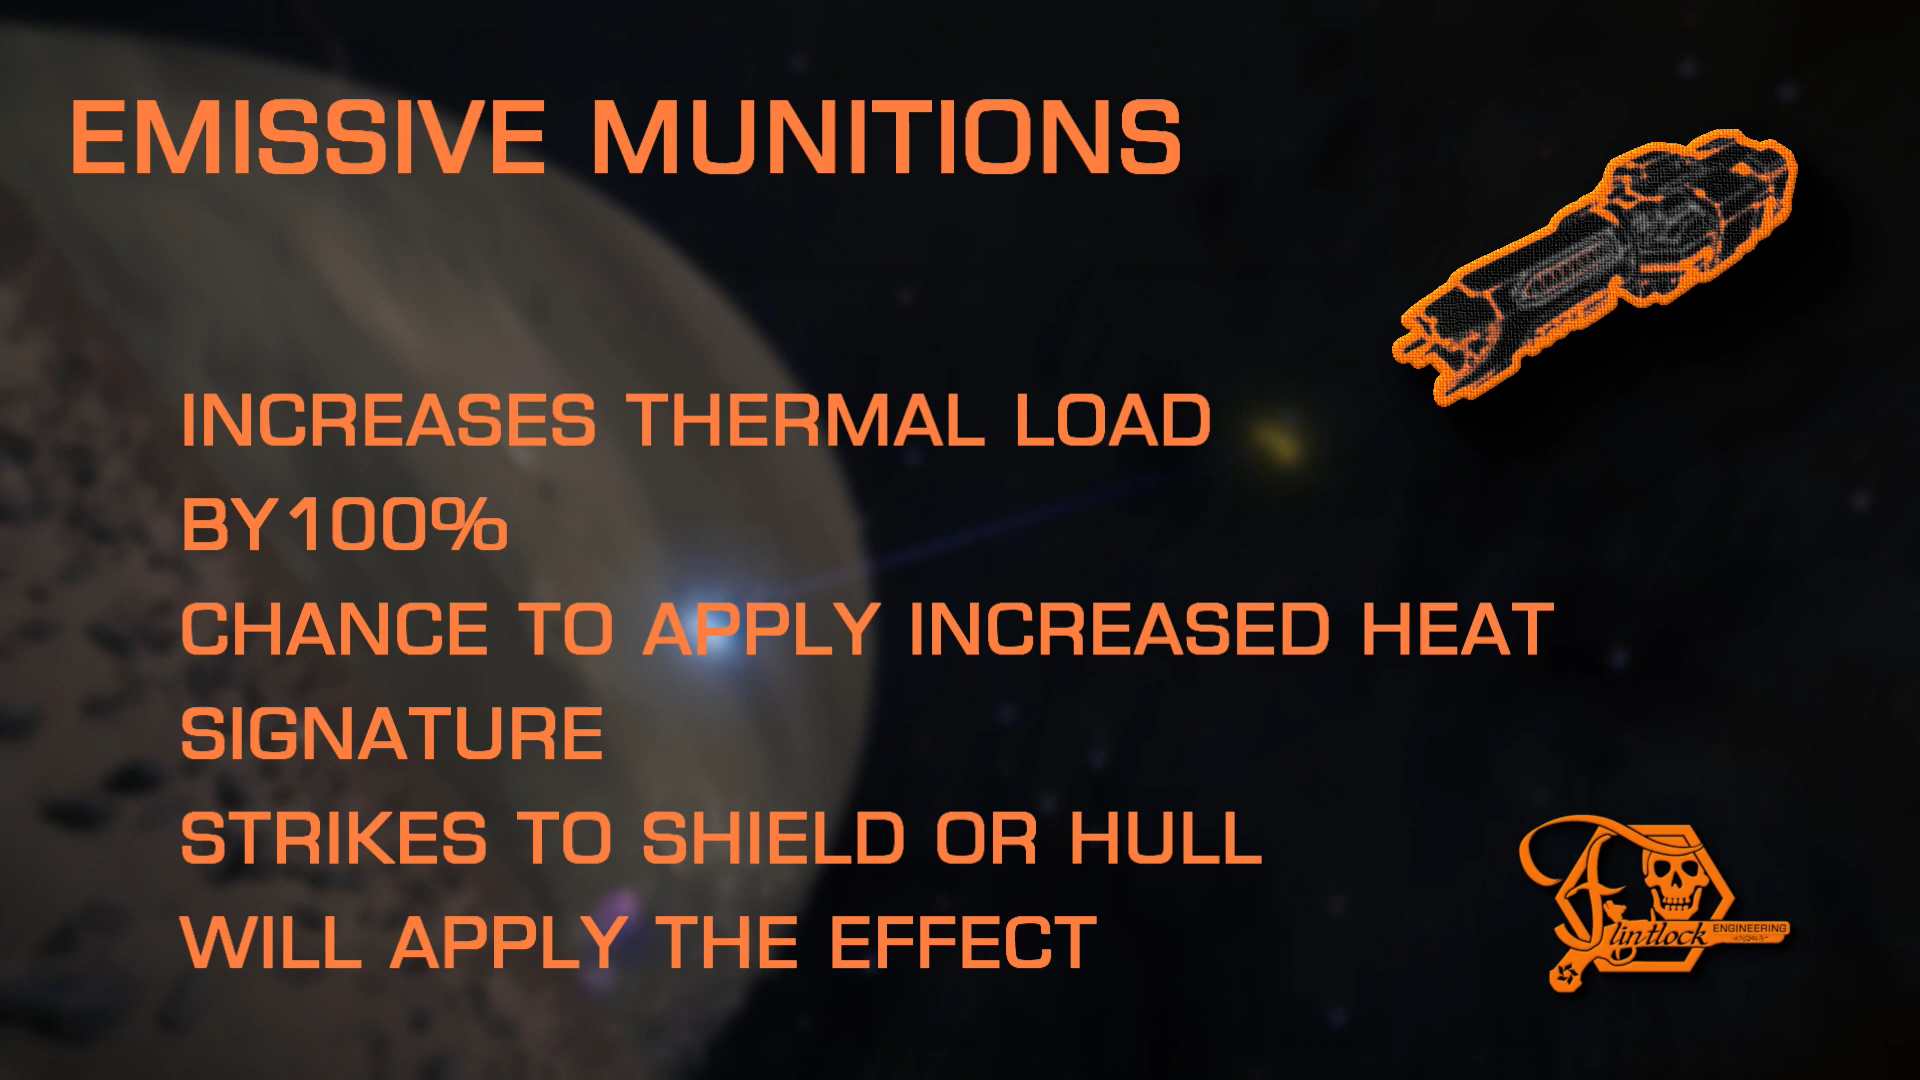 EMISSIVE MUNITIONS
INCREASES THERMAL LOAD
BY100%
CHANCE TO APPLY INCREASED HEAT
SIGNATURE
STRIKES TO SHIELD OR HULL
WILL APPLY THE EFFECT
Flintlock ENGINEERING